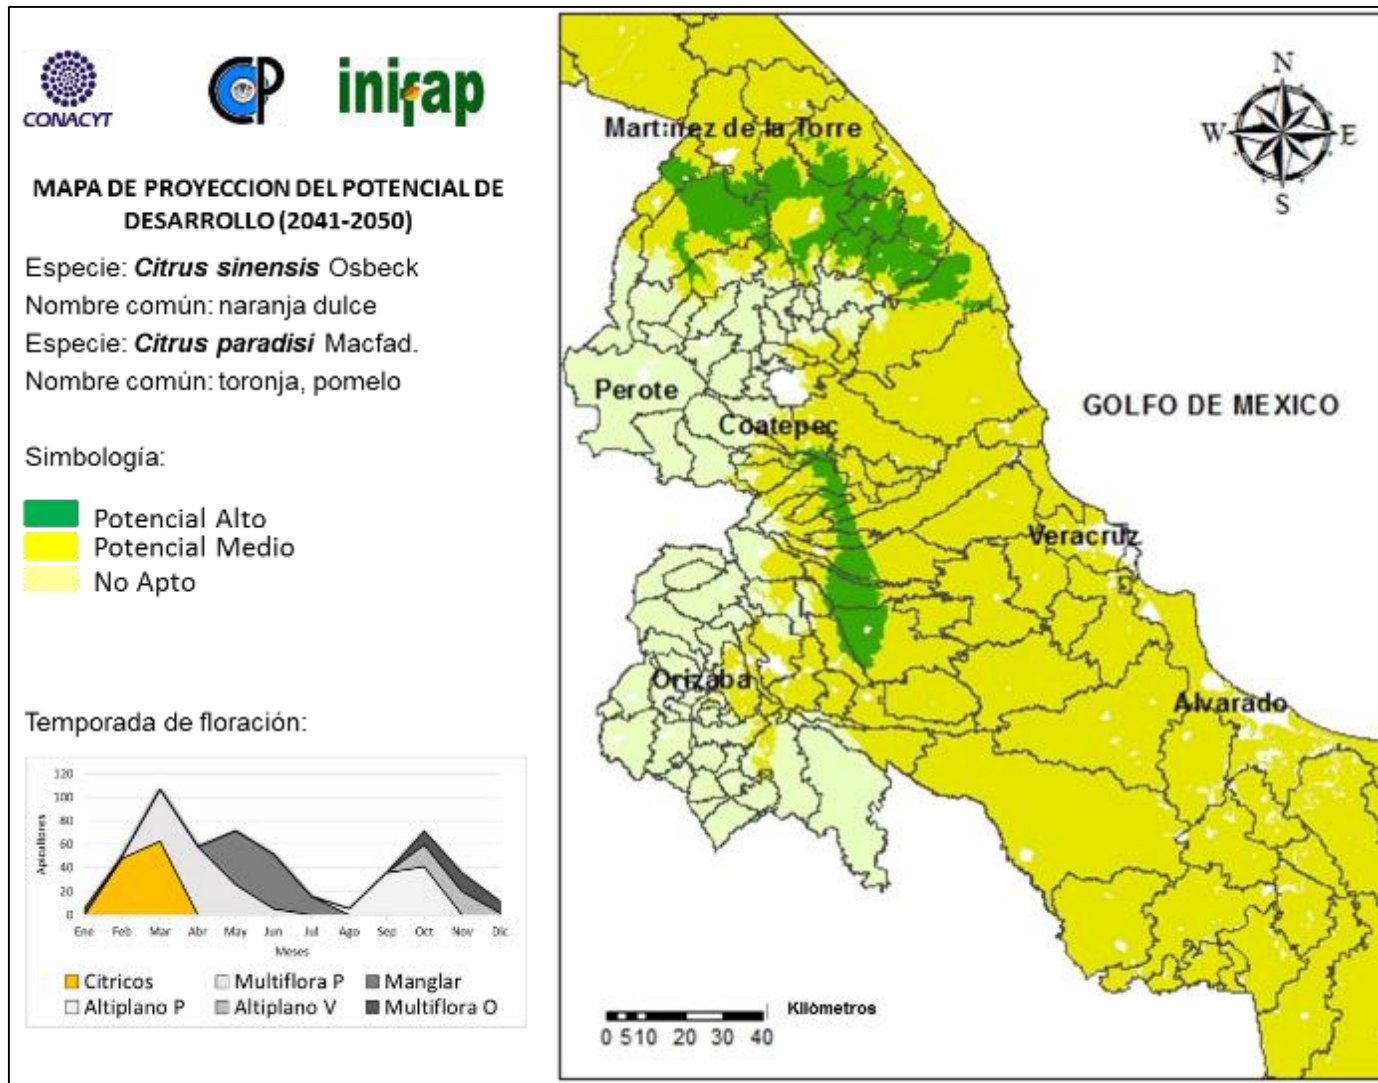 CONACYT
CP
inifap
MAPA DE PROYECCION DEL POTENCIAL DE
DESARROLLO (2041-2050)
Especie: Citrus sinensis Osbeck
Nombre común: naranja dulce
Especie: Citrus paradisi Macfad.
Nombre común: toronja, pomelo
Simbología:
Potencial Alto
Potencial Medio
No Apto
Temporada de floración:
120
100
80
60
40
20
0
Apicultores
Ene Feb Mar Abr May Jun Jul Ago Sep Oct Nov Dic
Meses
Citricos Multiflora P Manglar
Altiplano P Altiplano V Multiflora O
N
W E
S
Martinez de la Torre
Perote
Coatepec
GOLFO DE MEXICO
Veracruz
Orizaba
Alvarado
Kilómetros
0 5 10 20 30 40